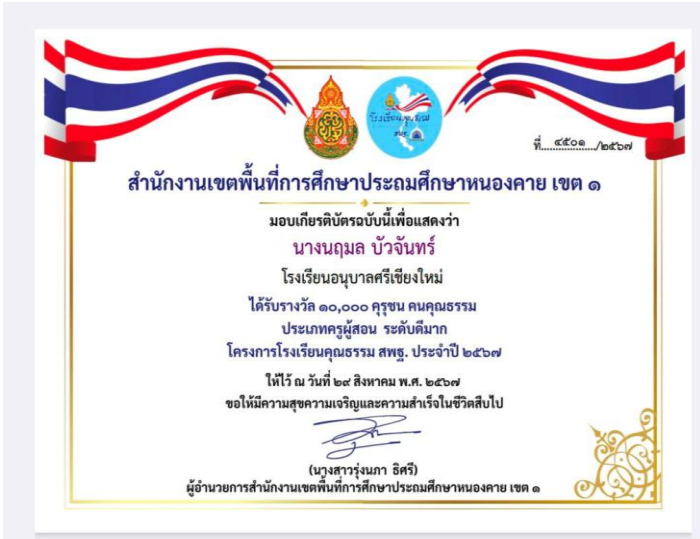 โรงเรียนคุณธรรม
สพฐ.
ที่....๔๕๐๑..../๒๕๖๗
สำนักงานเขตพื้นที่การศึกษาประถมศึกษาหนองคาย เขต ๑
มอบเกียรติบัตรฉบับนี้เพื่อแสดงว่า
นางนฤมล บัวจันทร์
โรงเรียนอนุบาลศรีเชียงใหม่
ได้รับรางวัล ๑๐,๐๐๐ คุรุชน คนคุณธรรม
ประเภทครูผู้สอน ระดับดีมาก
โครงการโรงเรียนคุณธรรม สพฐ. ประจำปี ๒๕๖๗
ให้ไว้ ณ วันที่ ๒๙ สิงหาคม พ.ศ. ๒๕๖๗
ขอให้มีความสุขความเจริญและความสำเร็จในชีวิตสืบไป
(นางสาวรุ่งนภา ธิศรี)
ผู้อำนวยการสำนักงานเขตพื้นที่การศึกษาประถมศึกษาหนองคาย เขต ๑